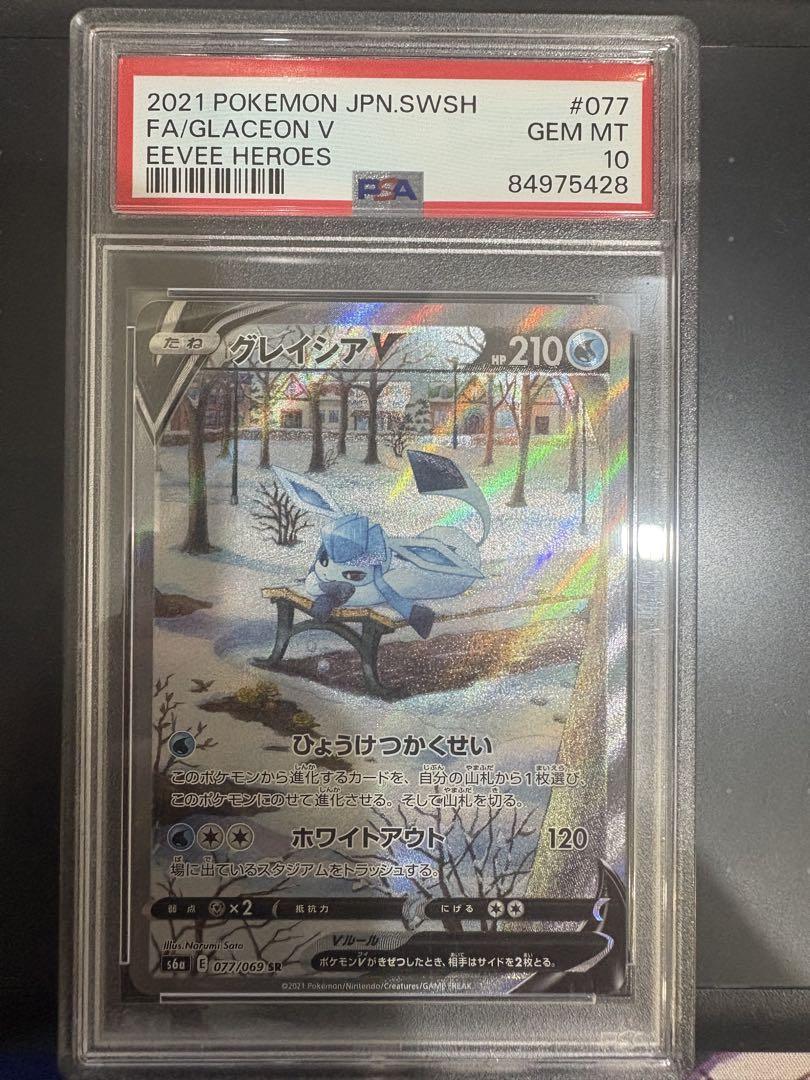 2021 POKEMON JPN.SWSH #077
FA/GLACEON V GEM MT
EEVEE HEROES 10
PSA 84975428
たね グレイシアV HP 210
ひょうけつかくせい
このポケモンから進化するカードを、自分の山札から1枚選び、
このポケモンにのせて進化させる。そして山札を切る。
ホワイトアウト 120
場に出ているスタジアムをトラッシュする。
弱点 ×2 抵抗力 にげる
Illus. Narumi Sato
Vルール
s6a E 077/069 SR ポケモンVがきぜつしたとき、相手はサイドを2枚とる。
©2021 Pokémon/Nintendo/Creatures/GAME FREAK.